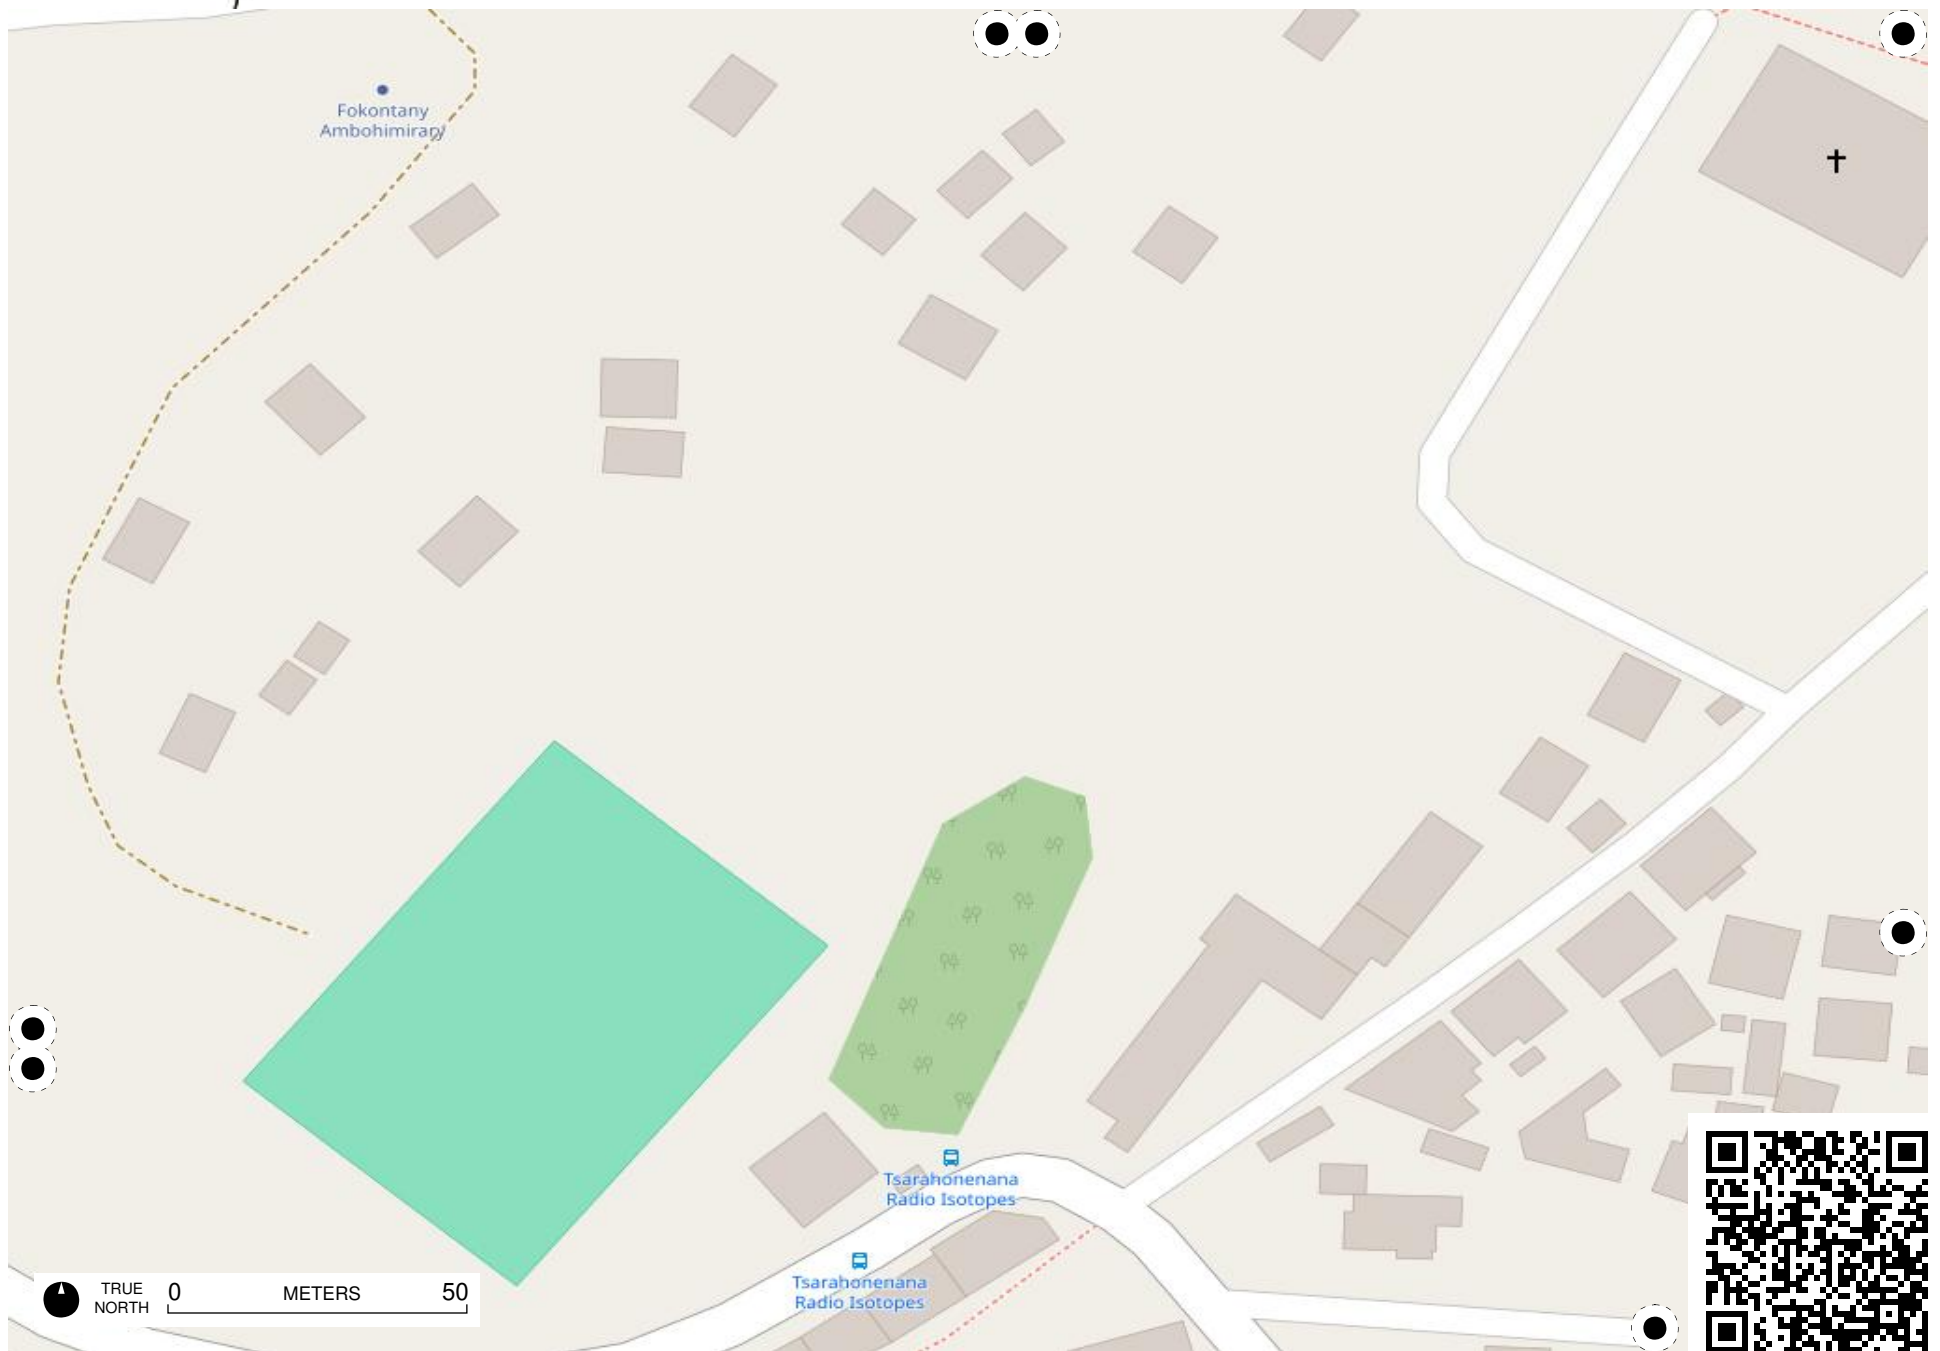 Fokontany
Ambohimirary
Tsarahonenana
Radio Isotopes
Tsarahonenana
Radio Isotopes
TRUE
NORTH
0 METERS 50